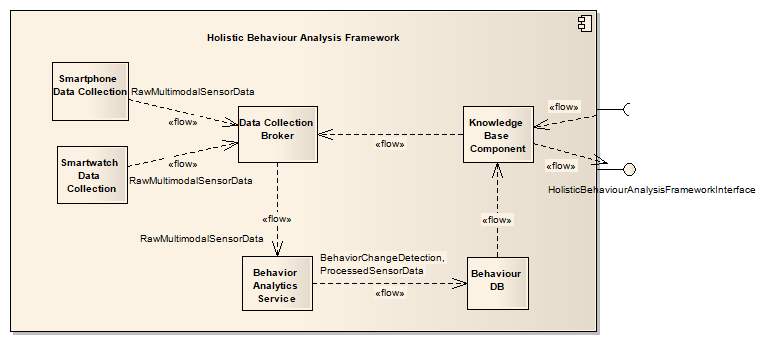 Holistic Behaviour Analysis Framework
Smartphone
Data Collection
RawMultimodalSensorData
«flow»
Smartwatch
Data
Collection
RawMultimodalSensorData
«flow»
Data Collection
Broker
«flow»
Knowledge
Base
Component
«flow»
«flow»
HolisticBehaviourAnalysisFrameworkInterface
«flow»
RawMultimodalSensorData
«flow»
Behavior
Analytics
Service
BehaviorChangeDetection,
ProcessedSensorData
«flow»
Behaviour
DB